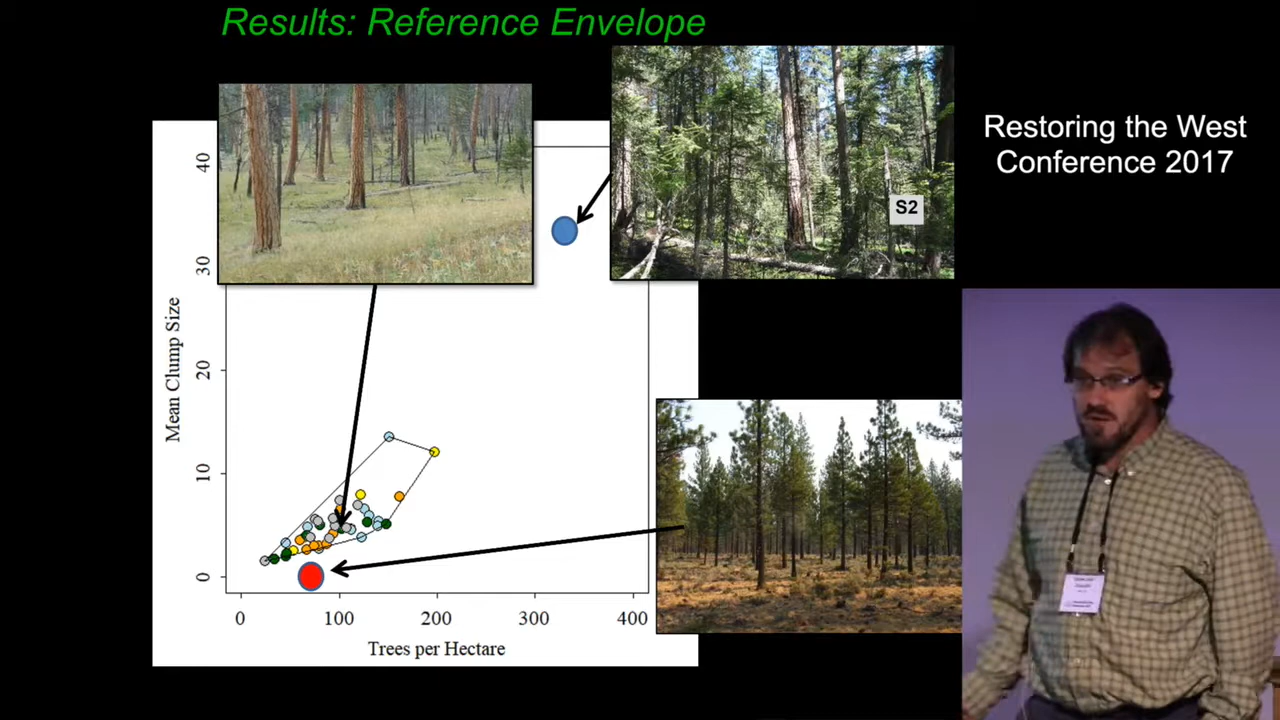 Results: Reference Envelope
Restoring the West
Conference 2017
S2
40
30
20
10
0
Mean Clump Size
0 100 200 300 400
Trees per Hectare